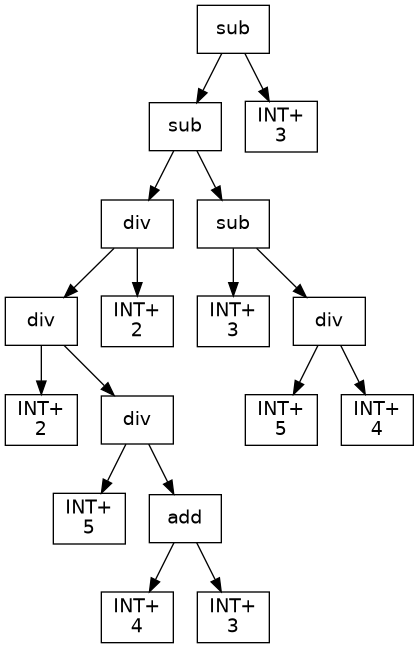 sub
sub
INT+
3
div
sub
div
INT+
2
INT+
3
div
INT+
2
div
INT+
5
INT+
4
INT+
5
add
INT+
4
INT+
3